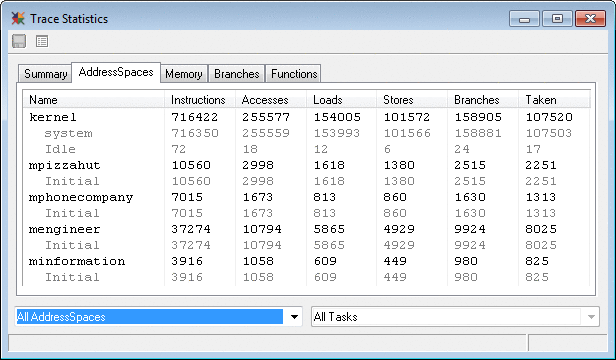 Trace Statistics
Summary AddressSpaces Memory Branches Functions
Name Instructions Accesses Loads Stores Branches Taken
kernel 716422 255577 154005 101572 158905 107520
system 716350 255559 153993 101566 158881 107503
Idle 72 18 12 6 24 17
mpizzahut 10560 2998 1618 1380 2515 2251
Initial 10560 2998 1618 1380 2515 2251
mphonecompany 7015 1673 813 860 1630 1313
Initial 7015 1673 813 860 1630 1313
mengineer 37274 10794 5865 4929 9924 8025
Initial 37274 10794 5865 4929 9924 8025
minformation 3916 1058 609 449 980 825
Initial 3916 1058 609 449 980 825
All AddressSpaces All Tasks